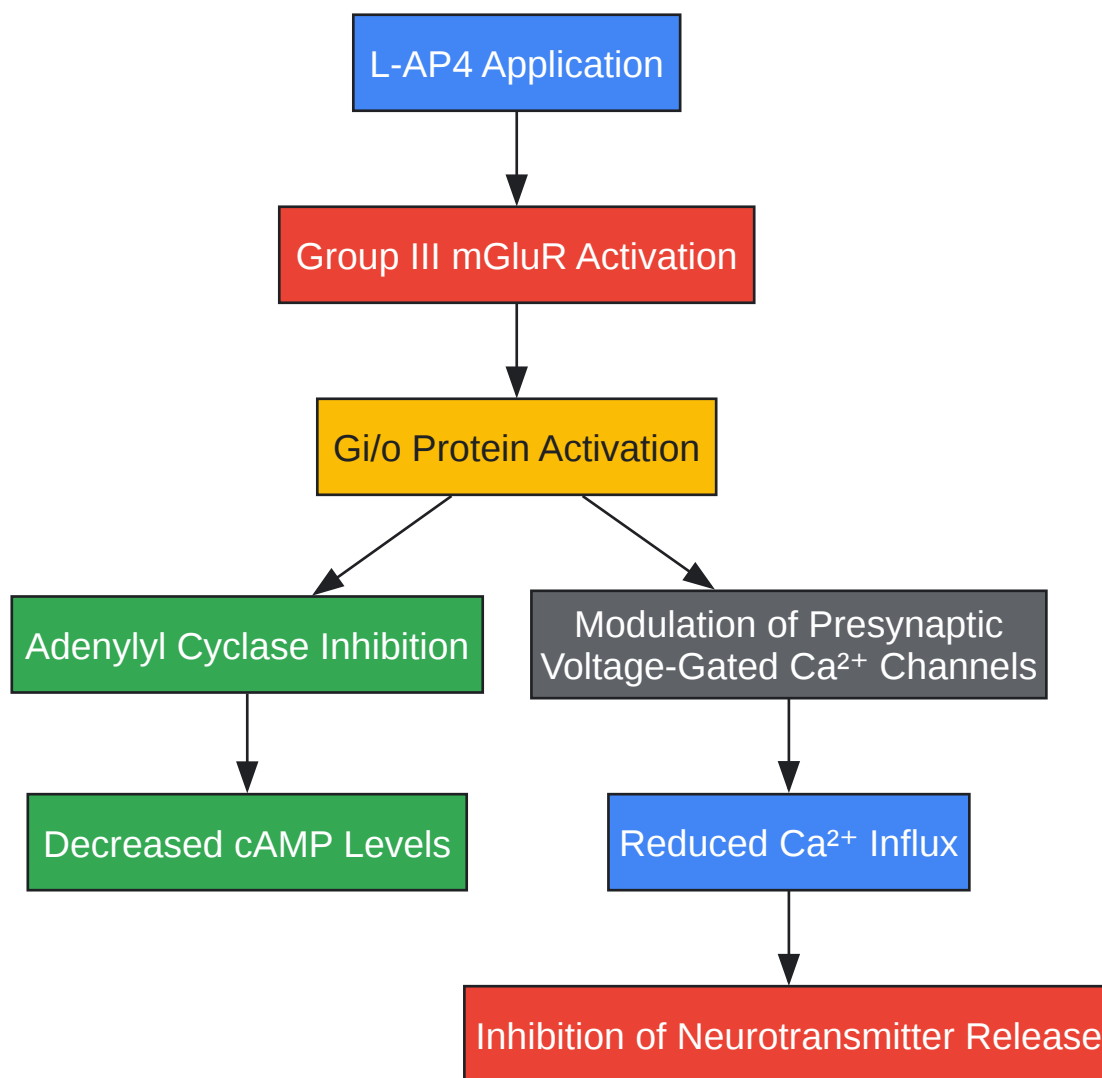 L-AP4 Application
Group III mGluR Activation
Gi/o Protein Activation
Adenylyl Cyclase Inhibition
Modulation of Presynaptic
Voltage-Gated Ca²⁺ Channels
Decreased cAMP Levels
Reduced Ca²⁺ Influx
Inhibition of Neurotransmitter Release